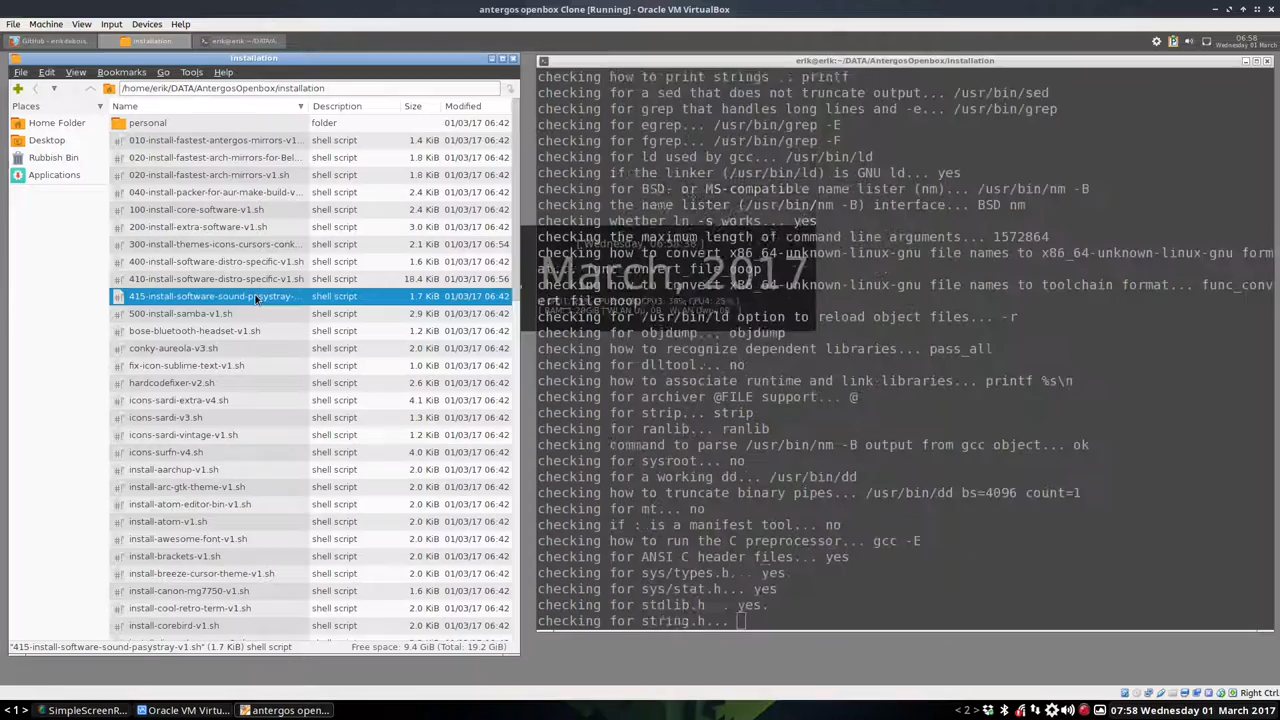 antergos openbox Clone [Running] - Oracle VM VirtualBox
File Machine View Input Devices Help
installation
erik@erik:~/DATA/A...
06:58
Wednesday 01 March
installation
File Edit View Bookmarks Go Tools Help
/home/erik/DATA/AntergosOpenbox/installation
Places
Name Description Size Modified
Home Folder
Desktop
Rubbish Bin
Applications
personal folder 01/03/17 06:42
010-install-fastest-antergos-mirrors-v1... shell script 1.4 KiB 01/03/17 06:42
020-install-fastest-arch-mirrors-for-Bel... shell script 1.8 KiB 01/03/17 06:42
020-install-fastest-arch-mirrors-v1.sh shell script 1.8 KiB 01/03/17 06:42
040-install-packer-for-aur-make-build-v... shell script 2.4 KiB 01/03/17 06:42
100-install-core-software-v1.sh shell script 2.4 KiB 01/03/17 06:42
200-install-extra-software-v1.sh shell script 3.0 KiB 01/03/17 06:42
300-install-themes-icons-cursors-conk... shell script 2.1 KiB 01/03/17 06:54
400-install-software-distro-specific-v1.sh shell script 1.6 KiB 01/03/17 06:42
410-install-software-distro-specific-v1.sh shell script 18.4 KiB 01/03/17 06:56
415-install-software-sound-pasystray-... shell script 1.7 KiB 01/03/17 06:42
500-install-samba-v1.sh shell script 2.9 KiB 01/03/17 06:42
bose-bluetooth-headset-v1.sh shell script 1.2 KiB 01/03/17 06:42
conky-aureola-v3.sh shell script 2.0 KiB 01/03/17 06:42
fix-icon-sublime-text-v1.sh shell script 1.0 KiB 01/03/17 06:42
hardcodefixer-v2.sh shell script 2.6 KiB 01/03/17 06:42
icons-sardi-extra-v4.sh shell script 4.1 KiB 01/03/17 06:42
icons-sardi-v3.sh shell script 1.3 KiB 01/03/17 06:42
icons-sardi-vintage-v1.sh shell script 1.2 KiB 01/03/17 06:42
icons-surfn-v4.sh shell script 4.0 KiB 01/03/17 06:42
install-aarchup-v1.sh shell script 2.0 KiB 01/03/17 06:42
install-arc-gtk-theme-v1.sh shell script 2.0 KiB 01/03/17 06:42
install-atom-editor-bin-v1.sh shell script 2.0 KiB 01/03/17 06:42
install-atom-v1.sh shell script 2.0 KiB 01/03/17 06:42
install-awesome-font-v1.sh shell script 2.0 KiB 01/03/17 06:42
install-brackets-v1.sh shell script 2.0 KiB 01/03/17 06:42
install-breeze-cursor-theme-v1.sh shell script 2.0 KiB 01/03/17 06:42
install-canon-mg7750-v1.sh shell script 1.6 KiB 01/03/17 06:42
install-cool-retro-term-v1.sh shell script 2.0 KiB 01/03/17 06:42
install-corebird-v1.sh shell script 2.0 KiB 01/03/17 06:42
"415-install-software-sound-pasystray-v1.sh" (1.7 KiB) shell script Free space: 9.4 GiB (Total: 19.2 GiB)
erik@erik:~/DATA/AntergosOpenbox/installation
checking how to print strings... printf
checking for a sed that does not truncate output... /usr/bin/sed
checking for grep that handles long lines and -e... /usr/bin/grep
checking for egrep... /usr/bin/grep -E
checking for fgrep... /usr/bin/grep -F
checking for ld used by gcc... /usr/bin/ld
checking if the linker (/usr/bin/ld) is GNU ld... yes
checking for BSD- or MS-compatible name lister (nm)... /usr/bin/nm -B
checking the name lister (/usr/bin/nm -B) interface... BSD nm
checking whether ln -s works... yes
checking the maximum length of command line arguments... 1572864
checking how to convert x86_64-unknown-linux-gnu file names to x86_64-unknown-linux-gnu form
at... func_convert_file_noop
checking how to convert x86_64-unknown-linux-gnu file names to toolchain format... func_conv
ert_file_noop
checking for /usr/bin/ld option to reload object files... -r
checking for objdump... objdump
checking how to recognize dependent libraries... pass_all
checking for dlltool... no
checking how to associate runtime and link libraries... printf %s\n
checking for archiver @FILE support... @
checking for strip... strip
checking for ranlib... ranlib
checking command to parse /usr/bin/nm -B output from gcc object... ok
checking for sysroot... no
checking for a working dd... /usr/bin/dd
checking how to truncate binary pipes... /usr/bin/dd bs=4096 count=1
checking for mt... no
checking if : is a manifest tool... no
checking how to run the C preprocessor... gcc -E
checking for ANSI C header files... yes
checking for sys/types.h... yes
checking for sys/stat.h... yes
checking for stdlib.h... yes
checking for string.h...
March, 2017
Right Ctrl
< 1 > SimpleScreenR... Oracle VM Virtu... antergos open... < 2 > 07:58 Wednesday 01 March 2017